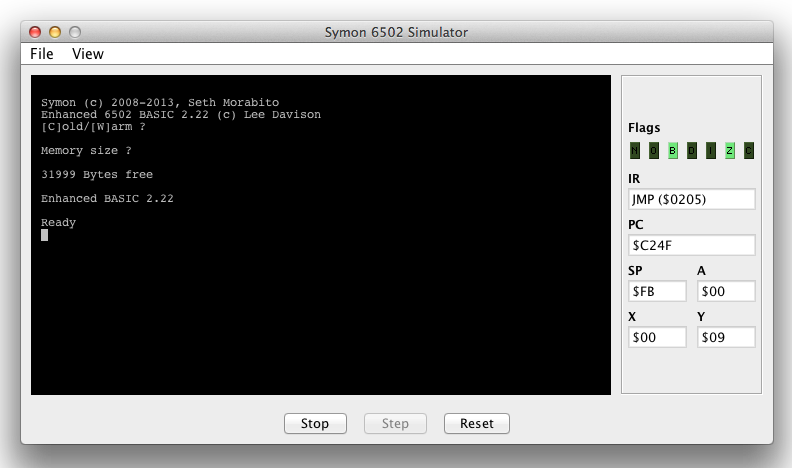 Symon 6502 Simulator
File View
Symon (c) 2008-2013, Seth Morabito
Enhanced 6502 BASIC 2.22 (c) Lee Davison
[C]old/[W]arm ?
Memory size ?
31999 Bytes free
Enhanced BASIC 2.22
Ready
Flags
N O B D I Z C
IR
JMP ($0205)
PC
$C24F
SP A
$FB $00
X Y
$00 $09
Stop Step Reset